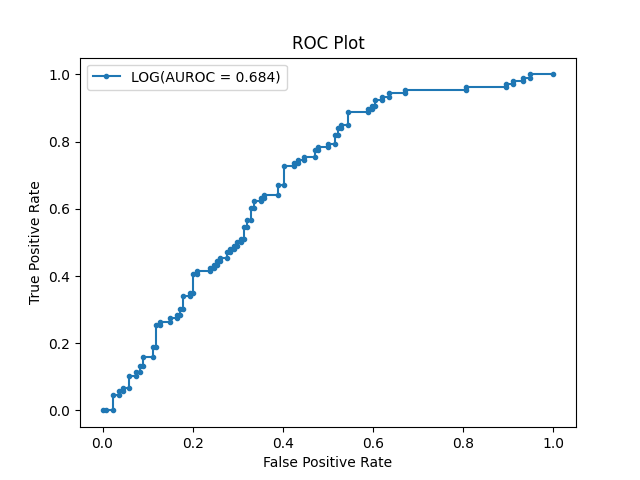 ROC Plot
LOG(AUROC = 0.684)
1.0
0.8
0.6
0.4
0.2
0.0
True Positive Rate
0.0 0.2 0.4 0.6 0.8 1.0
False Positive Rate